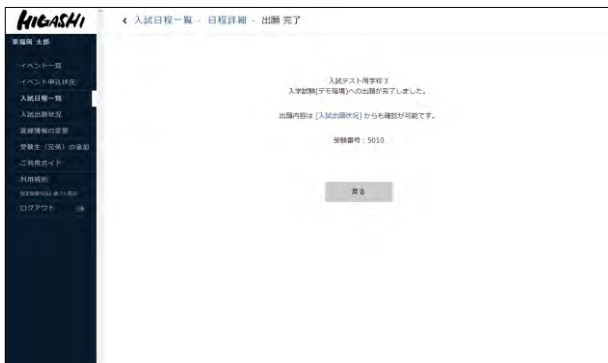 HIGASHI
東福岡 太郎
イベント一覧
イベント申込状況
入試日程一覧
入試出願状況
登録情報の変更
受験生（兄弟）の追加
ご利用ガイド
利用規約
ログアウト
< 入試日程一覧 - 日程詳細 - 出願 完了
入試テスト用学校３
入学試験(デモ環境)への出願が完了しました。
出願内容は [入試出願状況] からも確認が可能です。
受験番号：5010
戻る